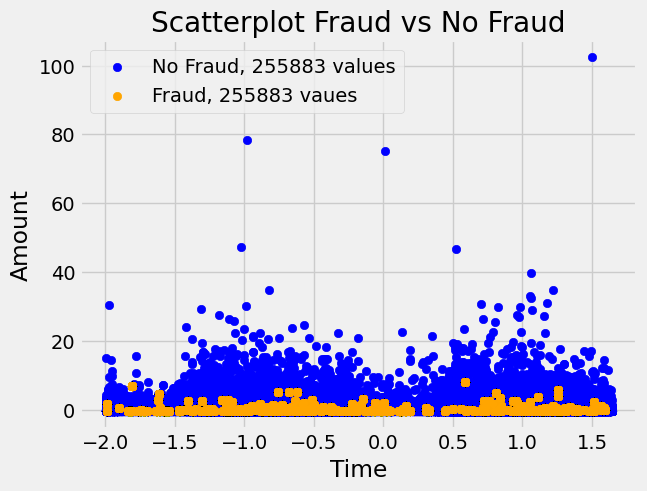 Scatterplot Fraud vs No Fraud
No Fraud, 255883 values
Fraud, 255883 vaues
100
80
60
40
20
0
Amount
−2.0 −1.5 −1.0 −0.5 0.0 0.5 1.0 1.5
Time